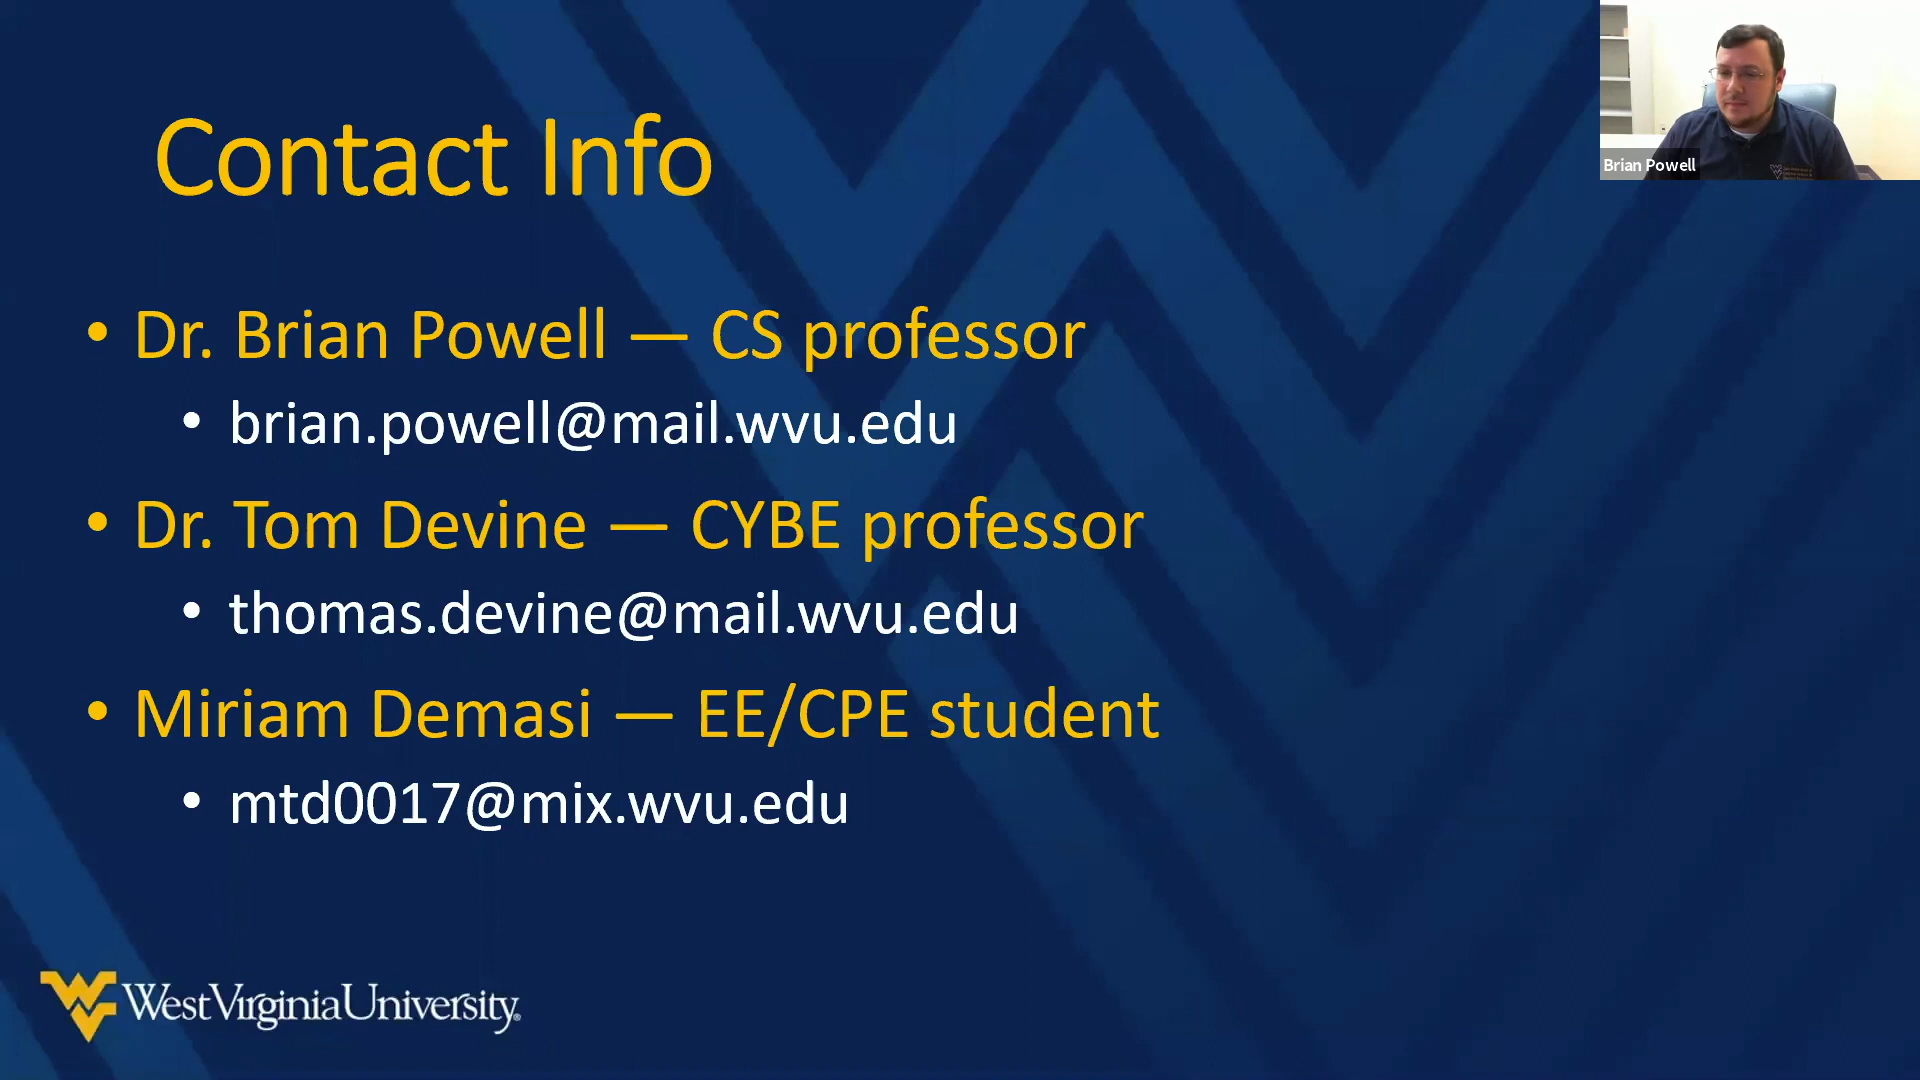 Contact Info
Brian Powell
• Dr. Brian Powell — CS professor
• brian.powell@mail.wvu.edu
• Dr. Tom Devine — CYBE professor
• thomas.devine@mail.wvu.edu
• Miriam Demasi — EE/CPE student
• mtd0017@mix.wvu.edu
WestVirginiaUniversity®